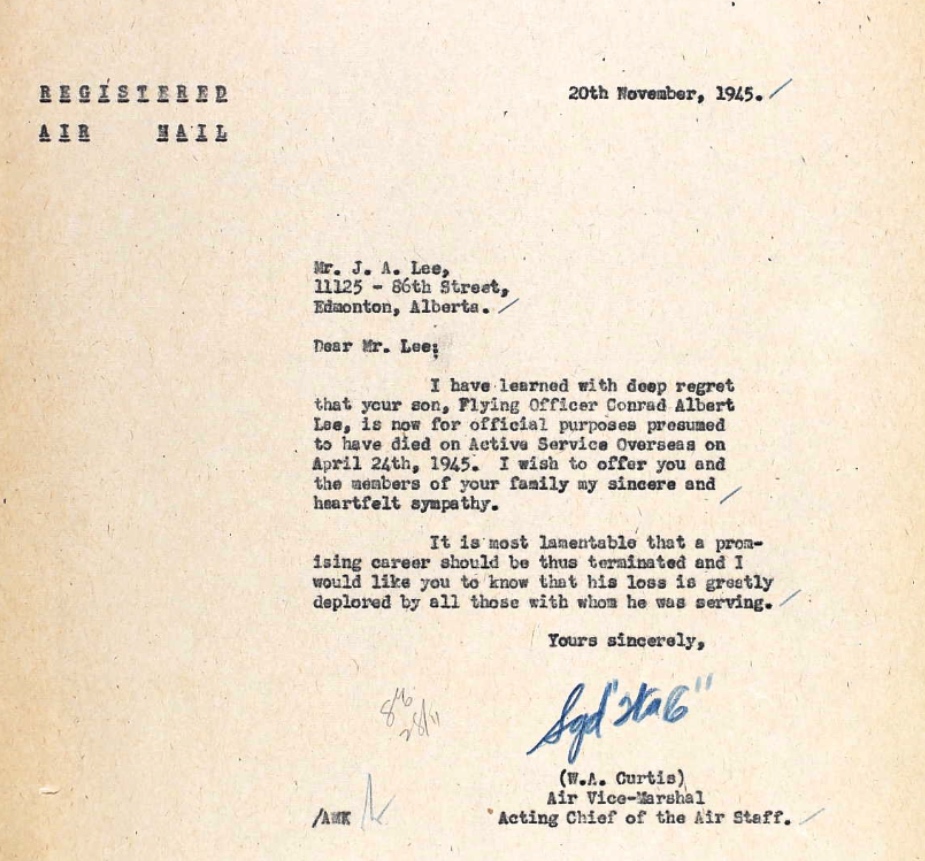 REGISTERED
20th November, 1945.
AIR MAIL
Mr. J. A. Lee,
11125 - 86th Street,
Edmonton, Alberta.
Dear Mr. Lee:
I have learned with deep regret
that your son, Flying Officer Conrad Albert
Lee, is now for official purposes presumed
to have died on Active Service Overseas on
April 24th, 1945. I wish to offer you and
the members of your family my sincere and
heartfelt sympathy.
It is most lamentable that a prom-
ising career should be thus terminated and I
would like you to know that his loss is greatly
deplored by all those with whom he was serving.
Yours sincerely,
Sgd
28/11
(W.A. Curtis)
Air Vice-Marshal
/AMK
Acting Chief of the Air Staff.